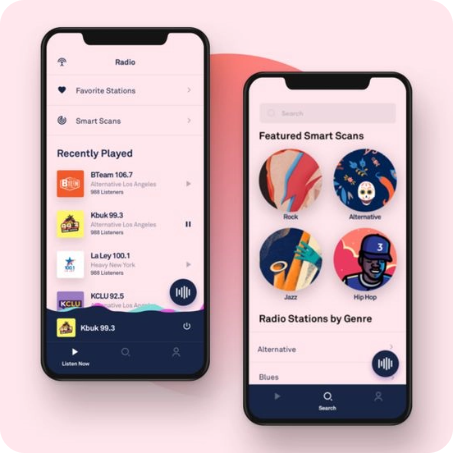 Radio
Favorite Stations
Smart Scans
Recently Played
BTeam 106.7
Alternative Los Angeles
988 Listeners
Kbuk 99.3
Alternative Los Angeles
988 Listeners
La Ley 100.1
Heavy New York
988 Listeners
KCLU 92.5
Alternative Los Angeles
KCLU
Kbuk 99.3
Listen Now
Search
Featured Smart Scans
Rock
Alternative
3
Jazz
Hip Hop
Radio Stations by Genre
Alternative
Blues
Search